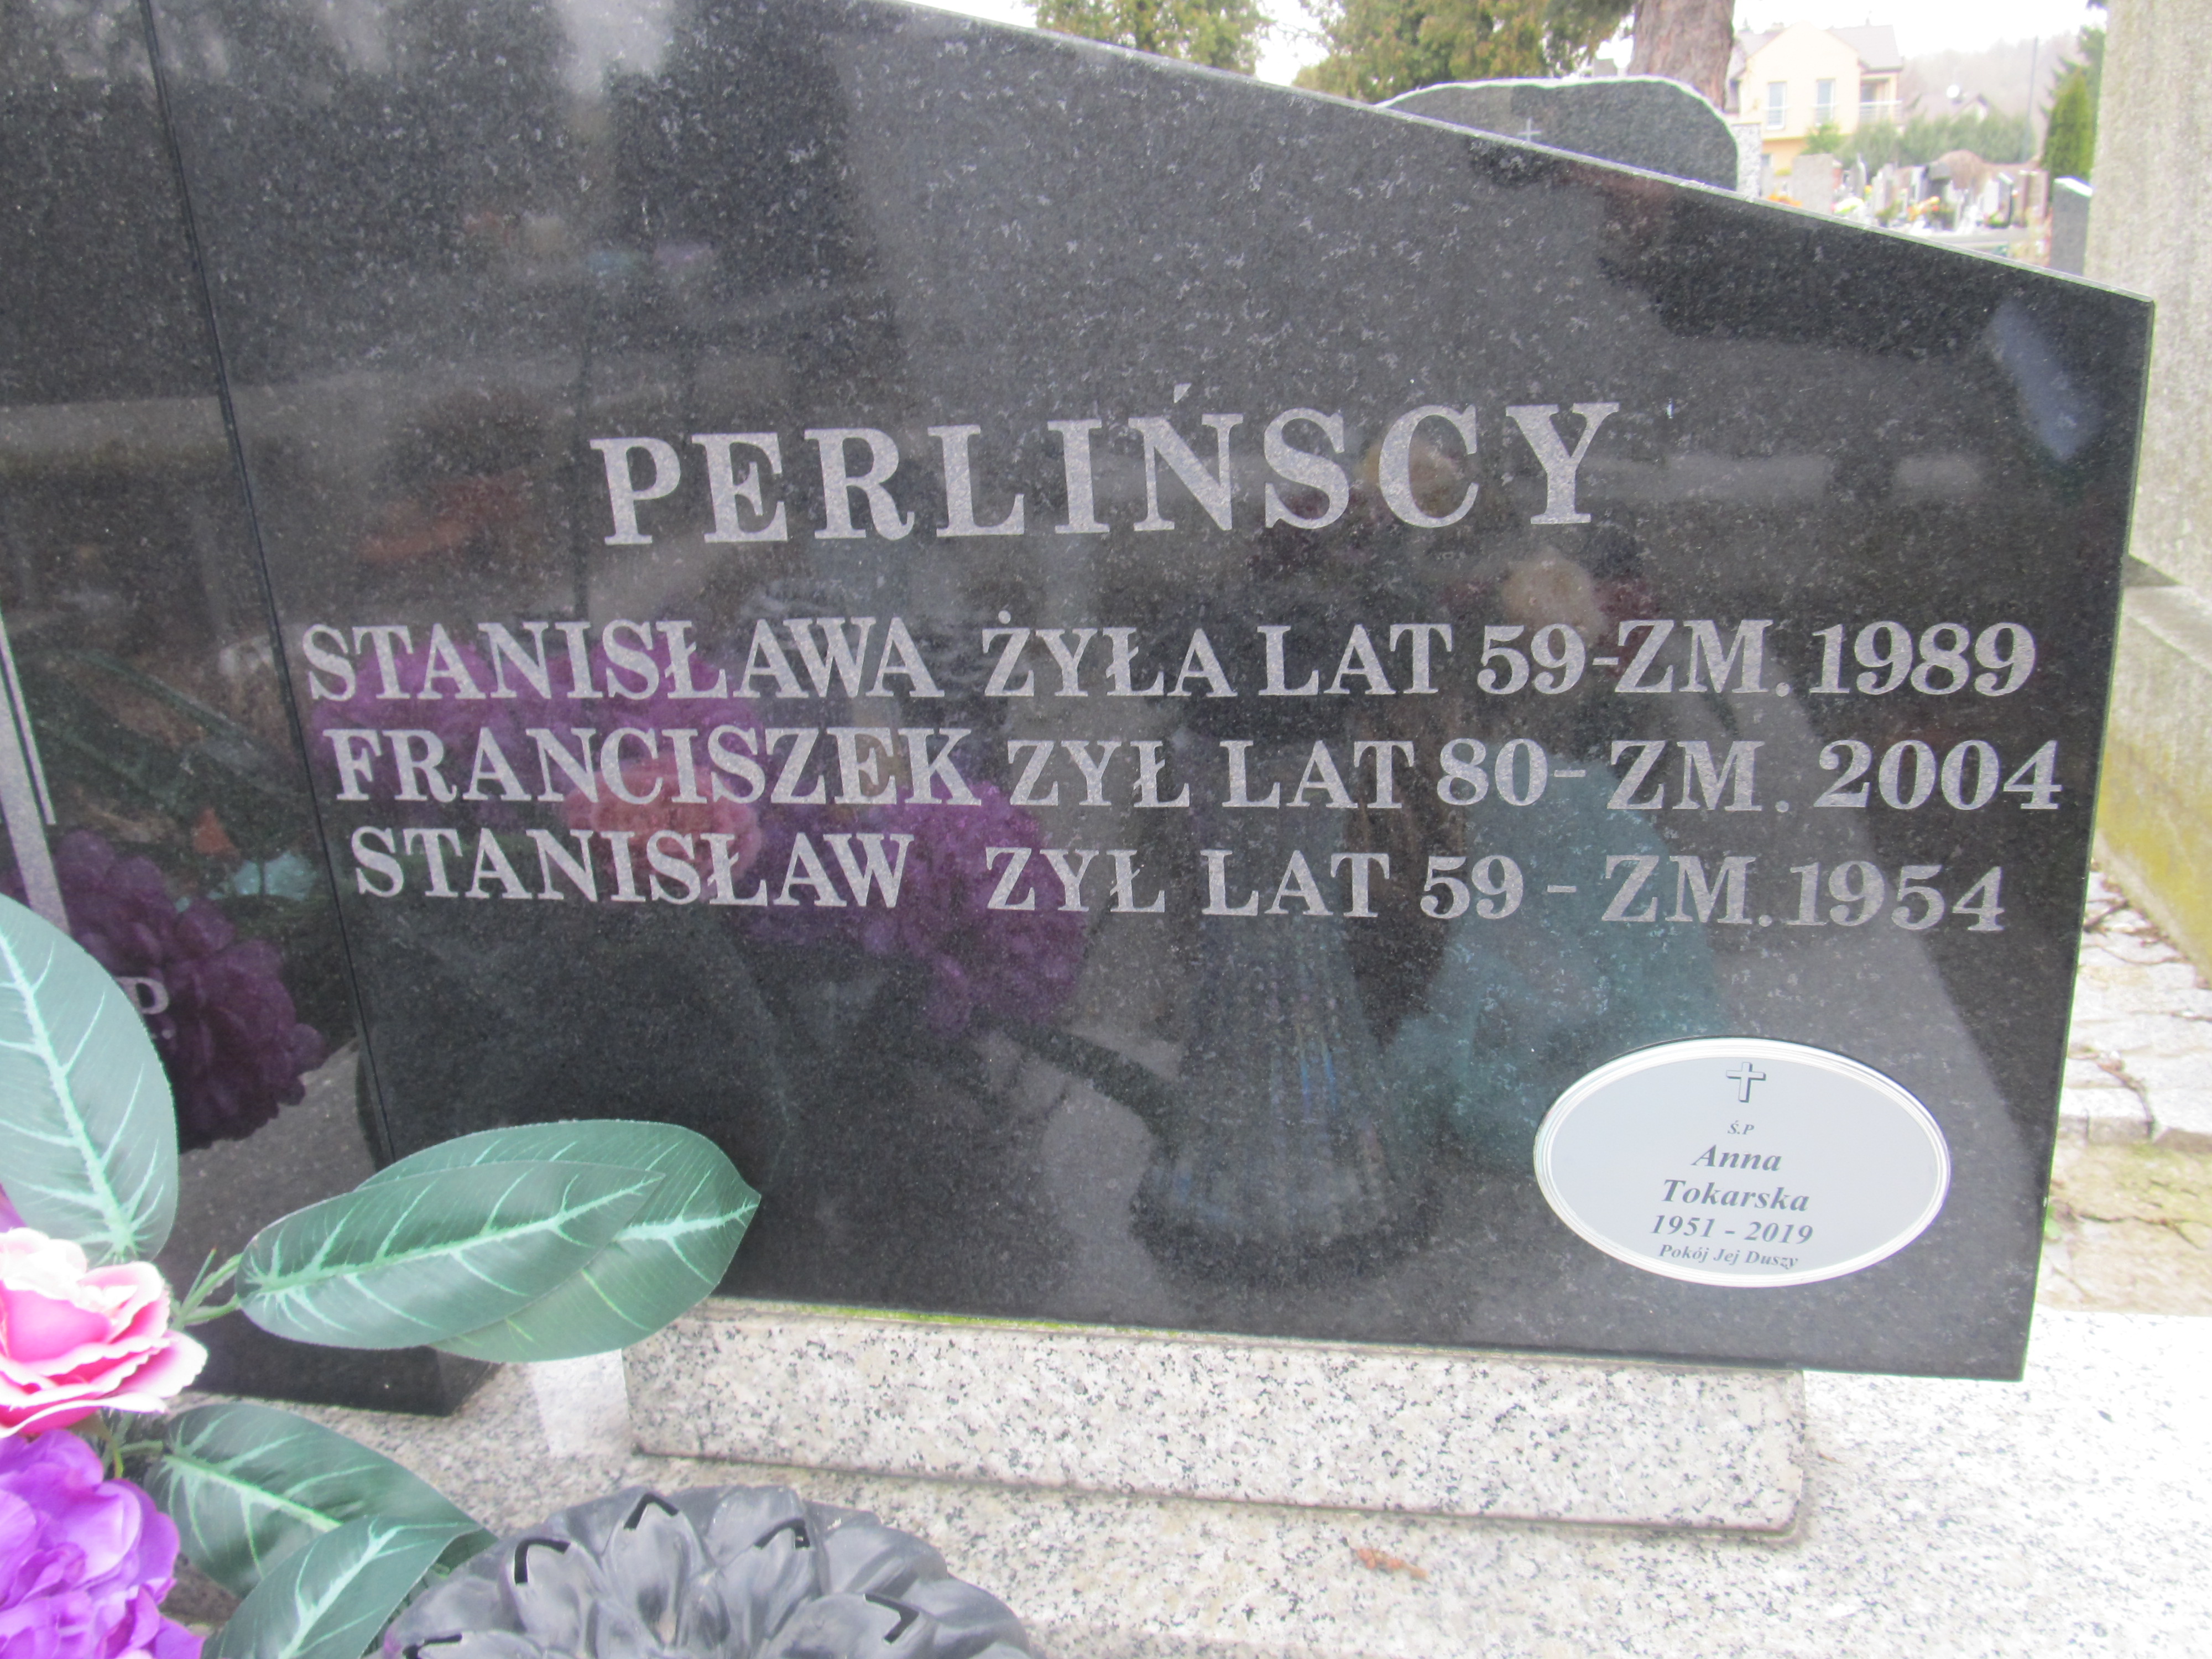 PERLIŃSCY
STANISŁAWA ŻYŁA LAT 59-ZM. 1989
FRANCISZEK ZYŁ LAT 80- ZM. 2004
STANISŁAW ZYŁ LAT 59 - ZM. 1954
P.
Ś.P
Anna
Tokarska
1951 - 2019
Pokój Jej Duszy